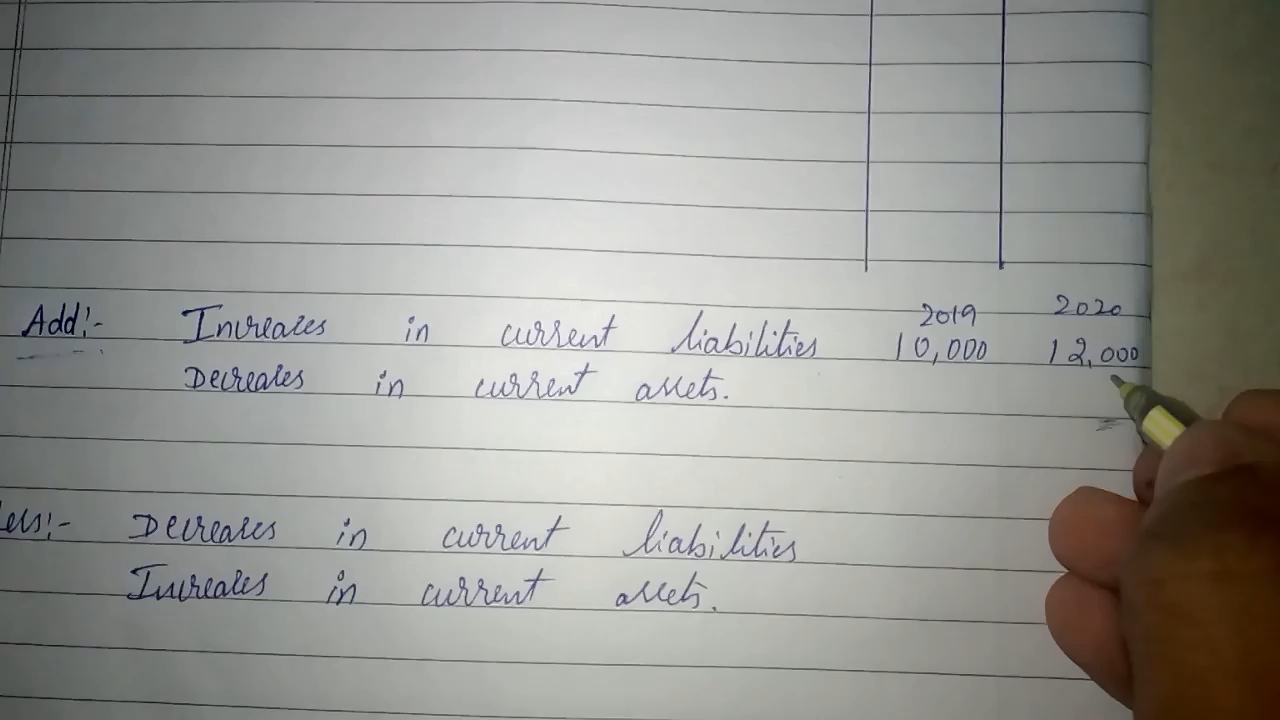 2019 2020
Add:- Increases in current liabilities 10,000 12,000
Decreases in current assets.
Less:- Decreases in current liabilities
Increases in current assets.